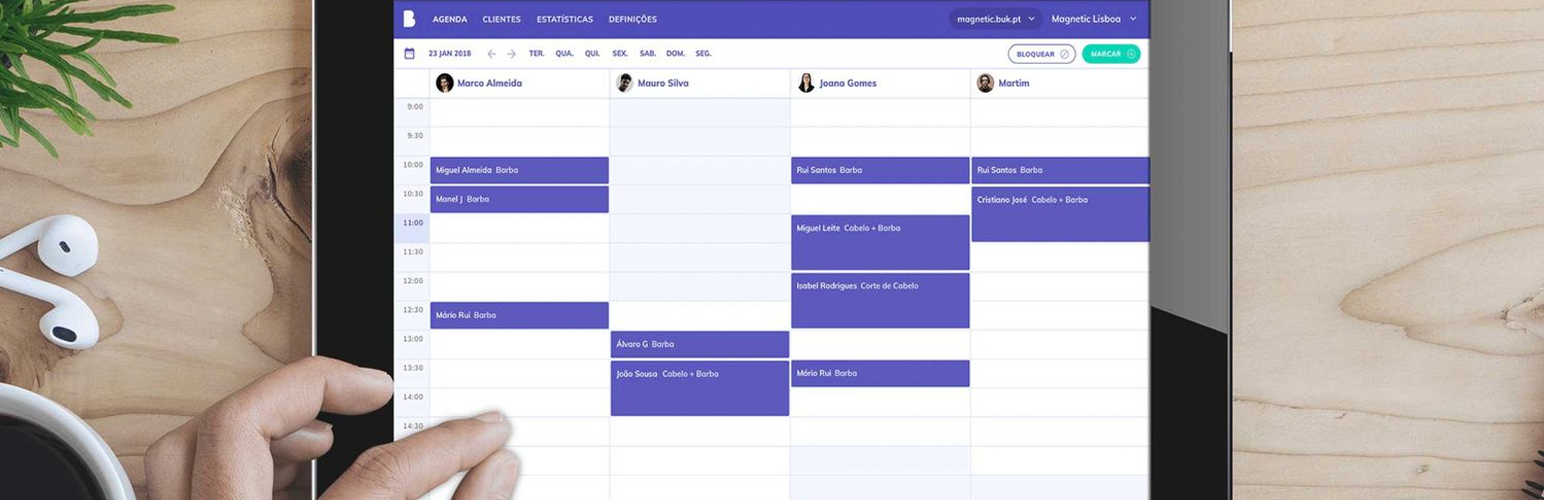 B AGENDA CLIENTES ESTATÍSTICAS DEFINIÇÕES magnetic.buk.pt Magnetic Lisboa
23 JAN 2018 TER. QUA. QUI. SEX. SAB. DOM. SEG. BLOQUEAR MARCAR
Marco Almeida Mauro Silva Joana Gomes Martim
9:00
9:30
10:00 Miguel Almeida Barba Rui Santos Barba Rui Santos Barba
10:30 Manel J Barba Cristiano José Cabelo + Barba
11:00 Miguel Leite Cabelo + Barba
11:30
12:00 Isabel Rodrigues Corte de Cabelo
12:30 Mário Rui Barba
13:00 Álvaro G Barba
13:30 João Sousa Cabelo + Barba Mário Rui Barba
14:00
14:30